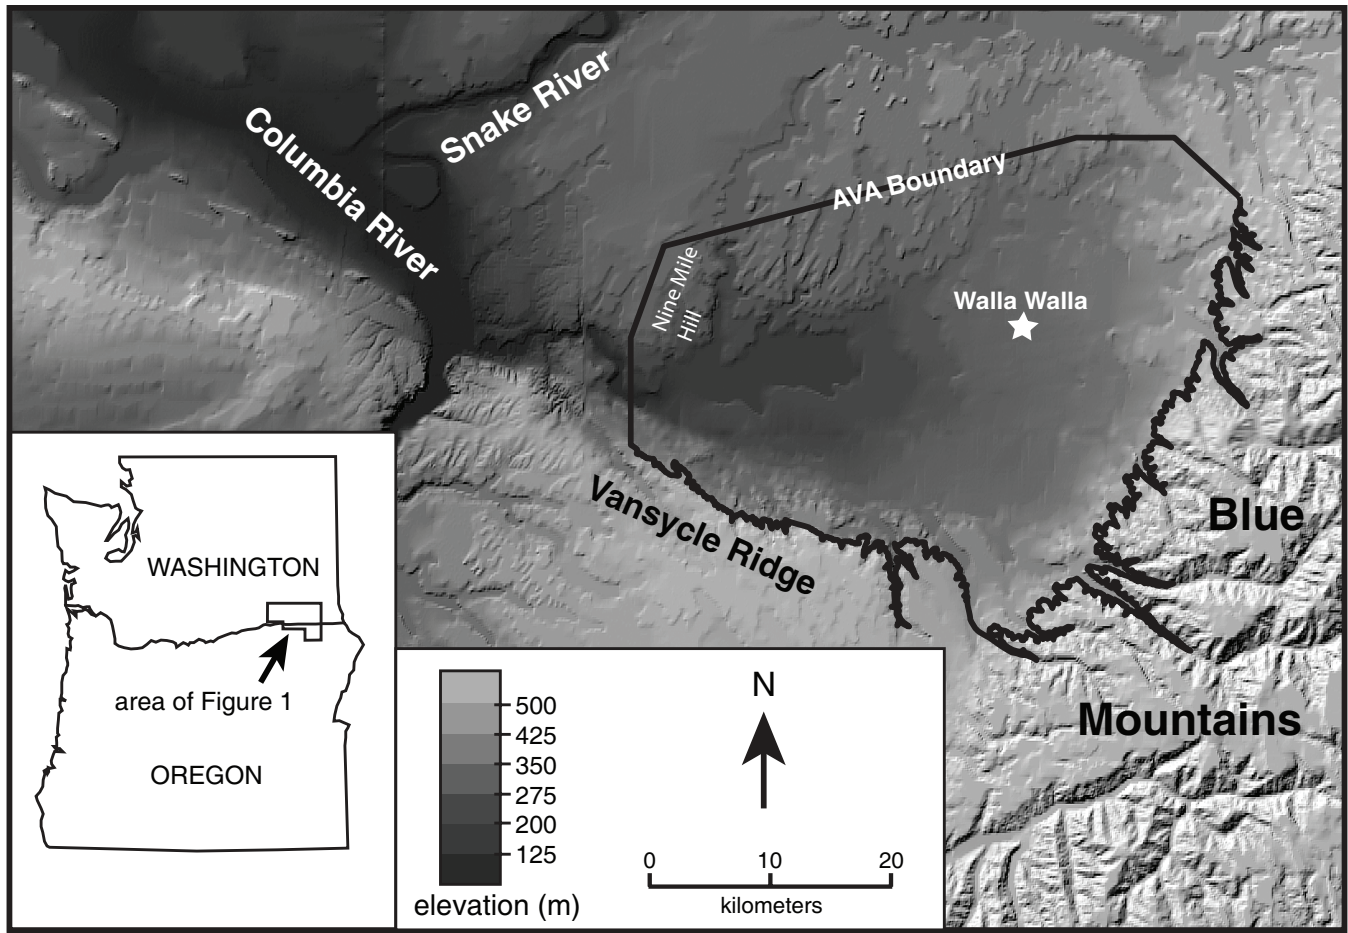 Snake River
Columbia River
AVA Boundary
Nine Mile
Hill
Walla Walla
Vansycle Ridge
Blue
Mountains
WASHINGTON
area of Figure 1
OREGON
500
425
350
275
200
125
elevation (m)
N
0 10 20
kilometers